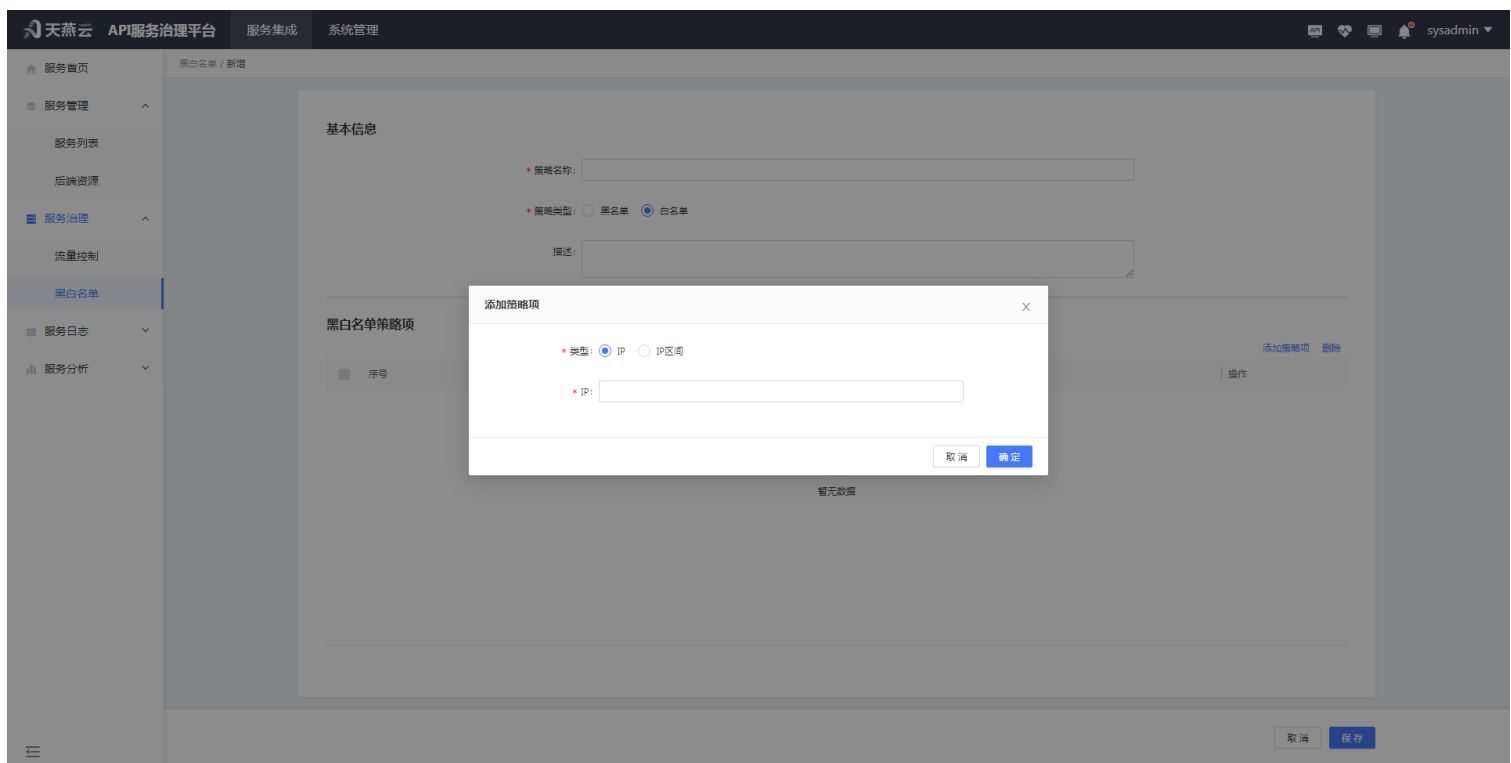 天燕云 API服务治理平台 服务集成 系统管理 API sysadmin
服务首页
黑白名单 / 新增
服务管理
服务列表
后端资源
服务治理
流量控制
黑白名单
服务日志
服务分析
基本信息
* 策略名称:
* 策略类型: 黑名单 白名单
描述:
黑白名单策略项
添加策略项 删除
序号 操作
暂无数据
添加策略项
* 类型: IP IP区间
* IP:
取消 确定
取消 保存